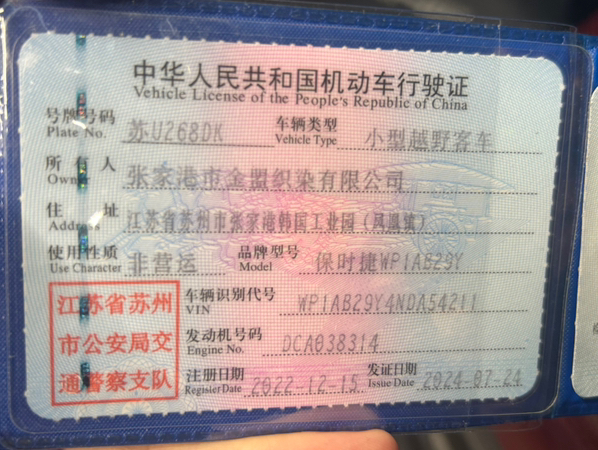 中华人民共和国机动车行驶证
Vehicle License of the People's Republic of China
号牌号码 苏U268DK 车辆类型 小型越野客车
Plate No. Vehicle Type
所有人 张家港市金盟织染有限公司
Owner
住址 江苏省苏州市张家港韩国工业园（凤凰镇）
Address
使用性质 非营运 品牌型号 保时捷WP1AB29Y
Use Character Model
江苏省苏州 车辆识别代号 WP1AB29Y4NDA54211
VIN
市公安局交 发动机号码 DCA038314
Engine No.
通警察支队 注册日期 2022-12-15 发证日期 2024-07-24
Register Date Issue Date